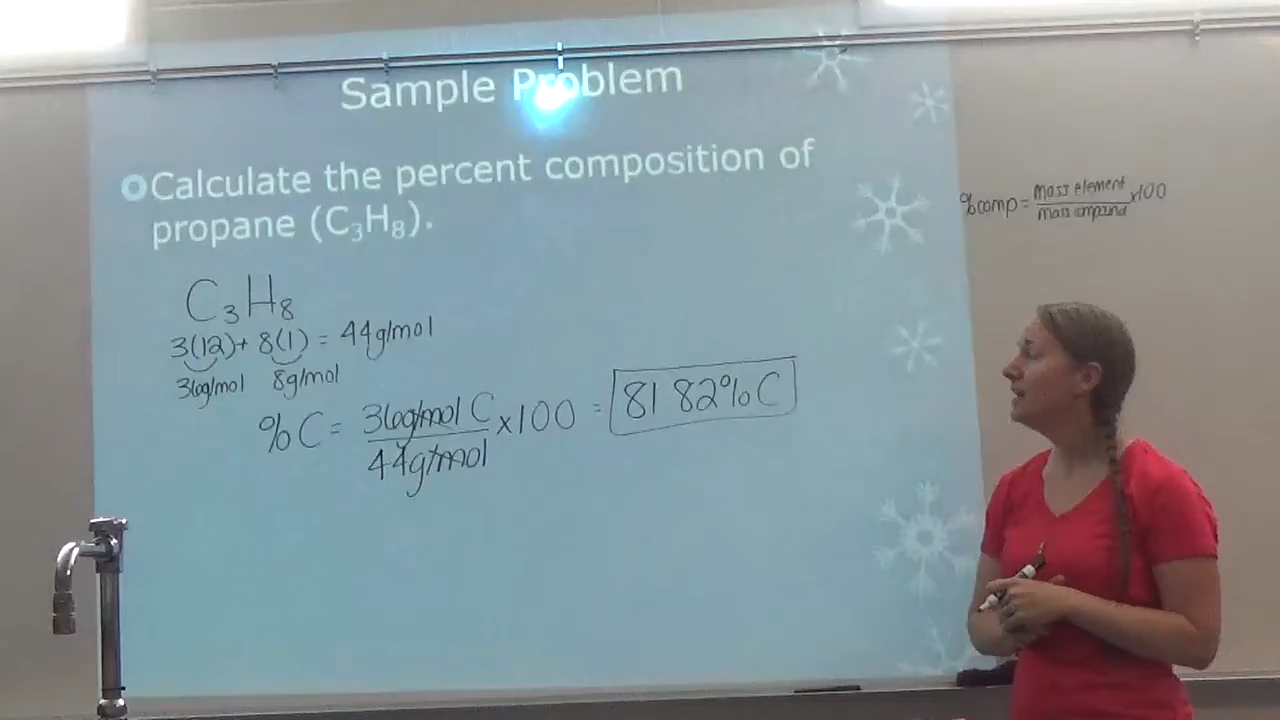 Sample Problem
Calculate the percent composition of
propane (C₃H₈).
%comp = mass element / mass compound x100
C₃H₈
3(12)+ 8(1) = 44g/mol
36g/mol 8g/mol
%C = 36g/mol C / 44g/mol x100 = 81 82%C